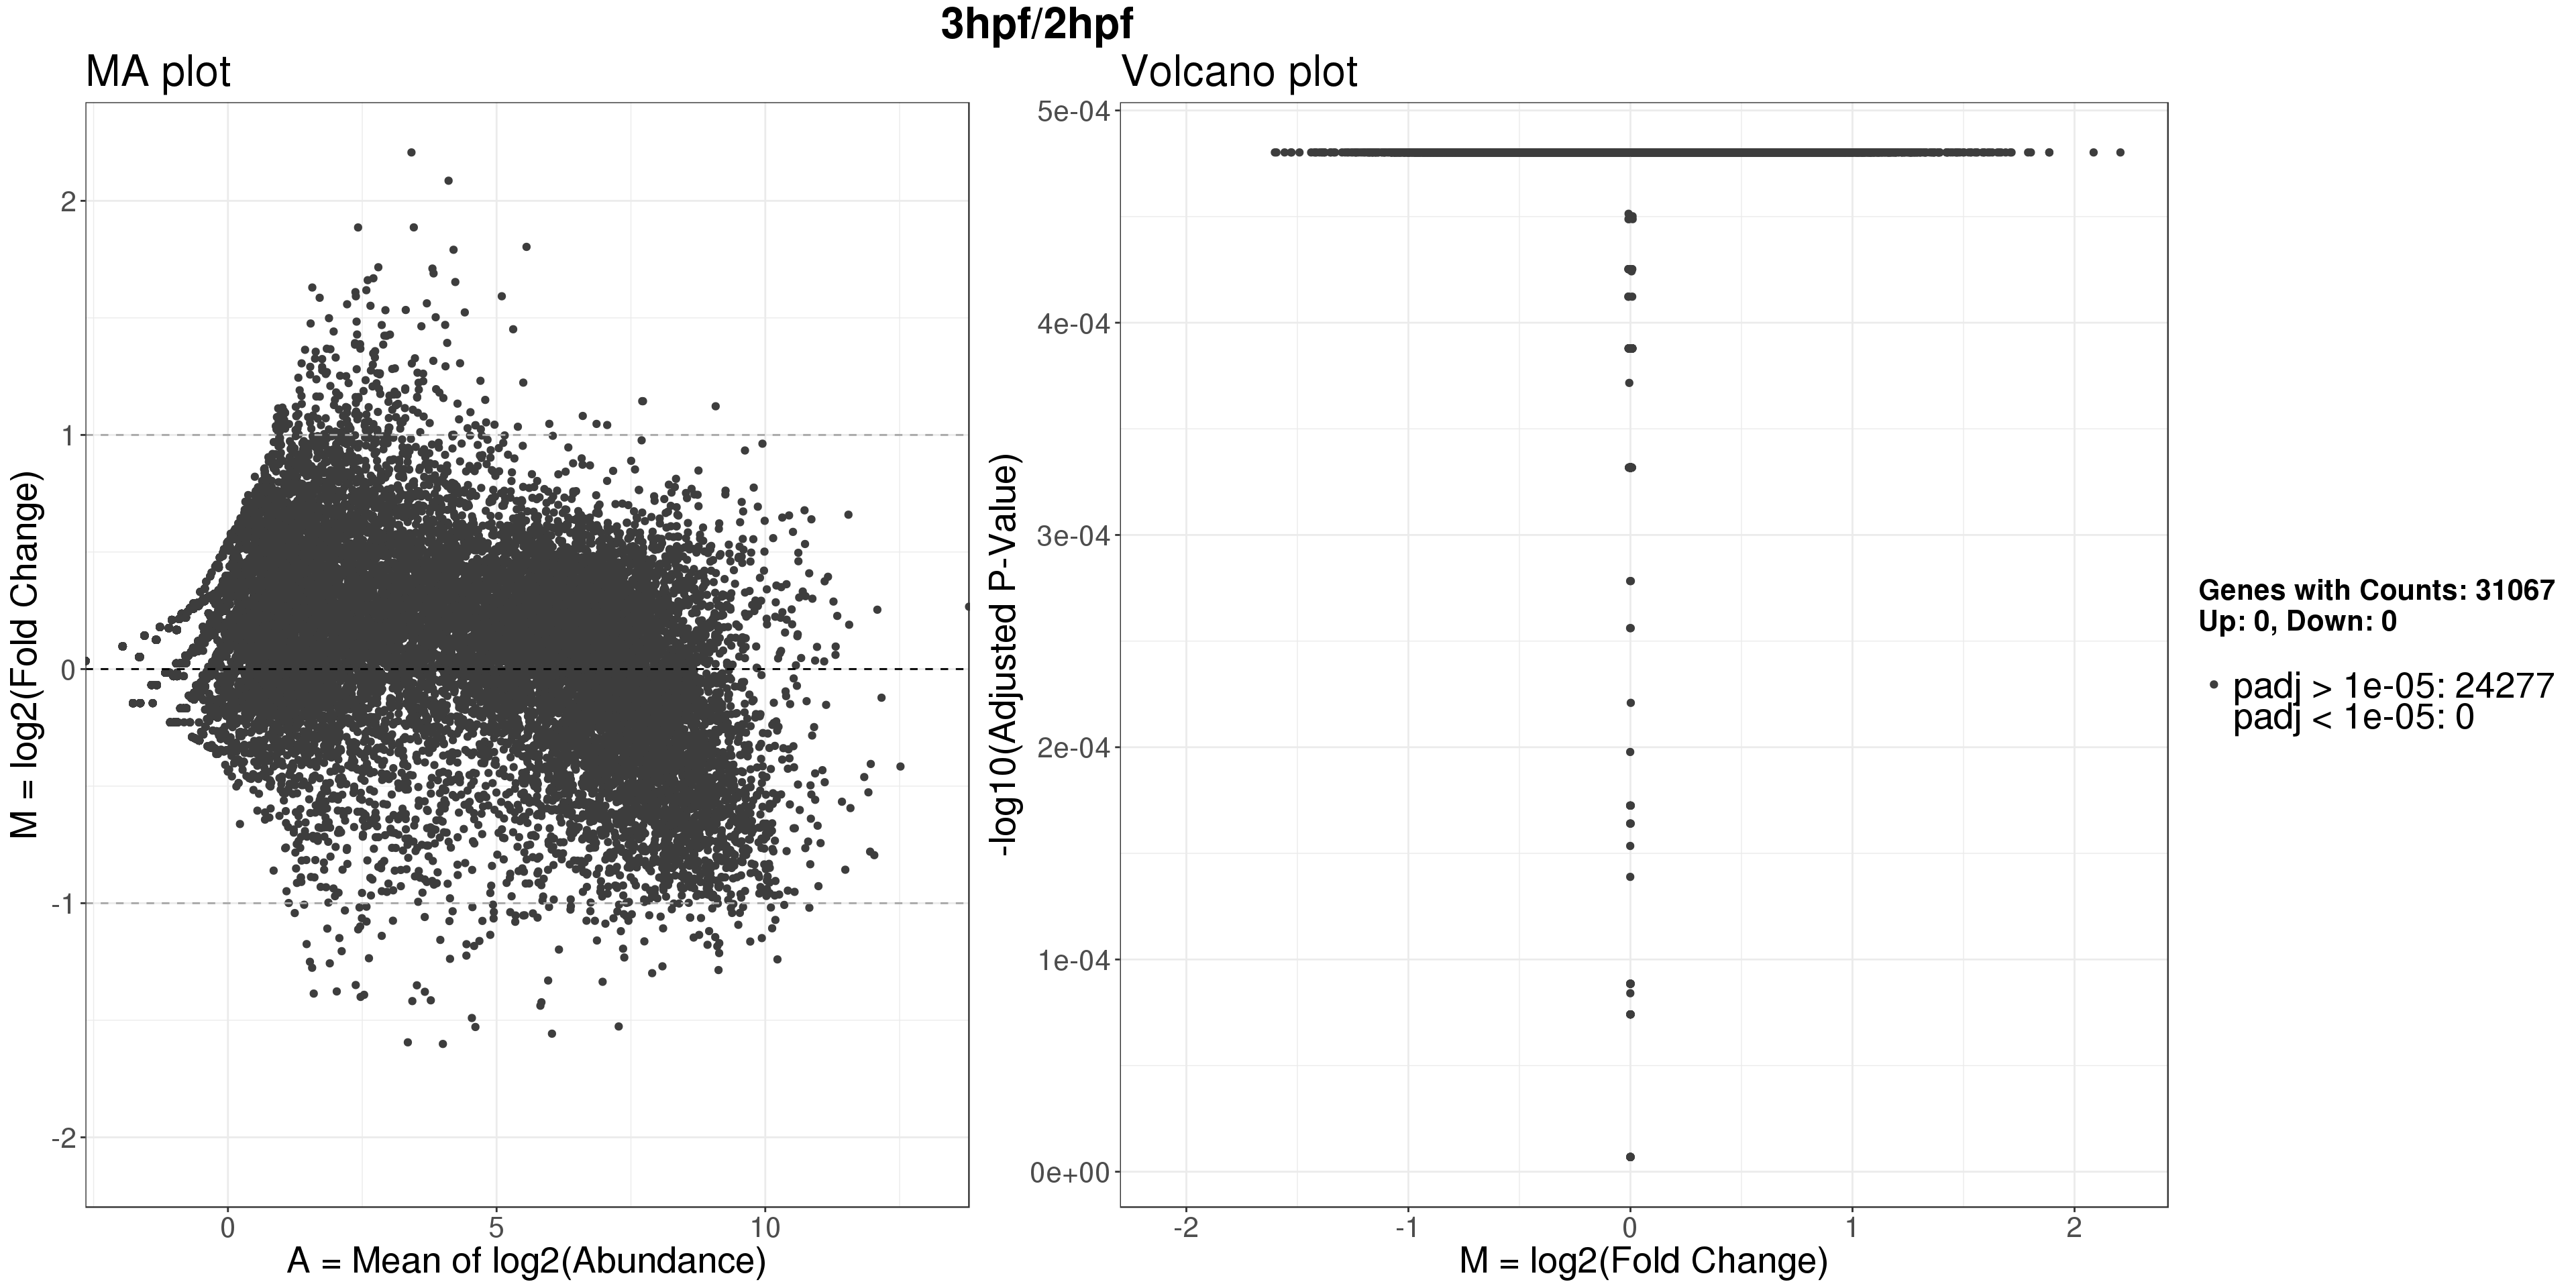 3hpf/2hpf
MA plot
M = log2(Fold Change)
2
1
0
-1
-2
0
5
10
A = Mean of log2(Abundance)
Volcano plot
-log10(Adjusted P-Value)
5e-04
4e-04
3e-04
2e-04
1e-04
0e+00
-2
-1
0
1
2
M = log2(Fold Change)
Genes with Counts: 31067
Up: 0, Down: 0
padj > 1e-05: 24277
padj < 1e-05: 0